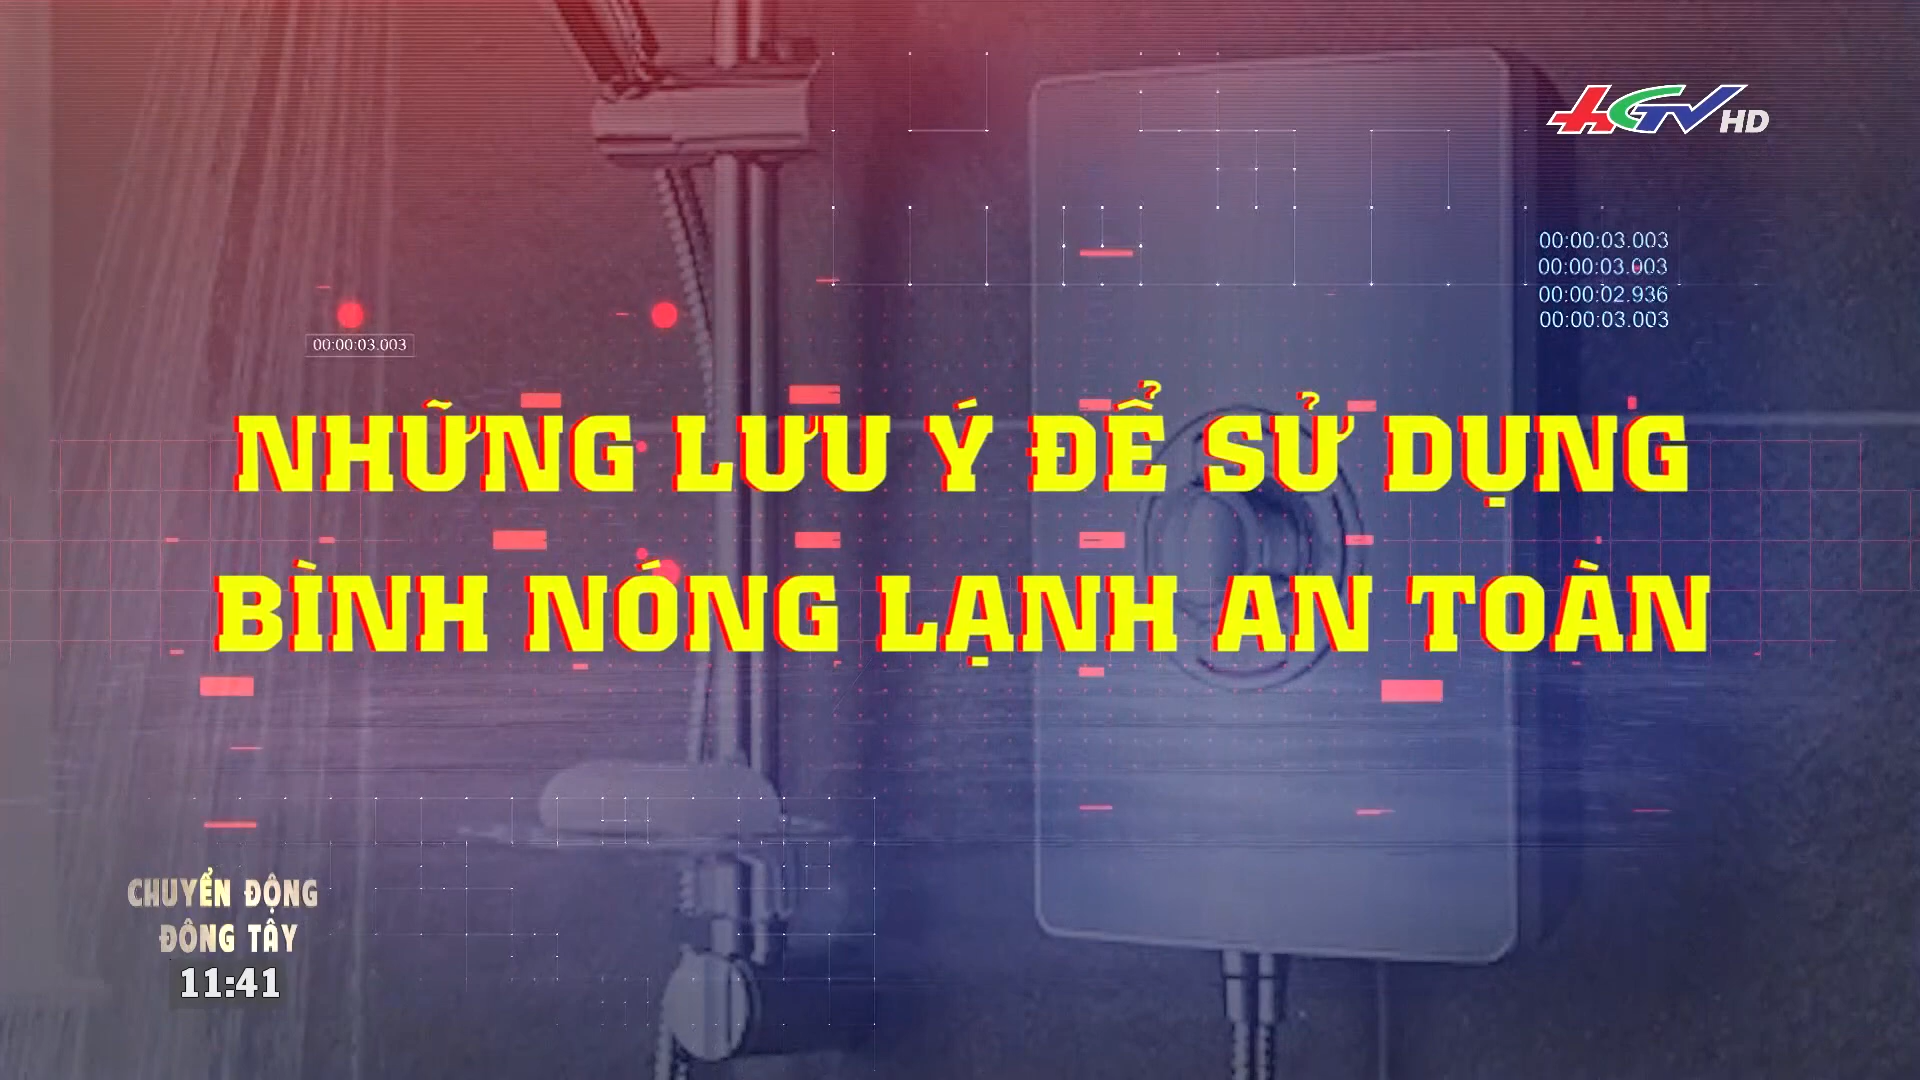 HGTV HD
00:00:03.003
00:00:03.003
00:00:02.936
00:00:03.003
00:00:03.003
NHỮNG LƯU Ý ĐỂ SỬ DỤNG
BÌNH NÓNG LẠNH AN TOÀN
CHUYỂN ĐỘNG
ĐÔNG TÂY
11:41